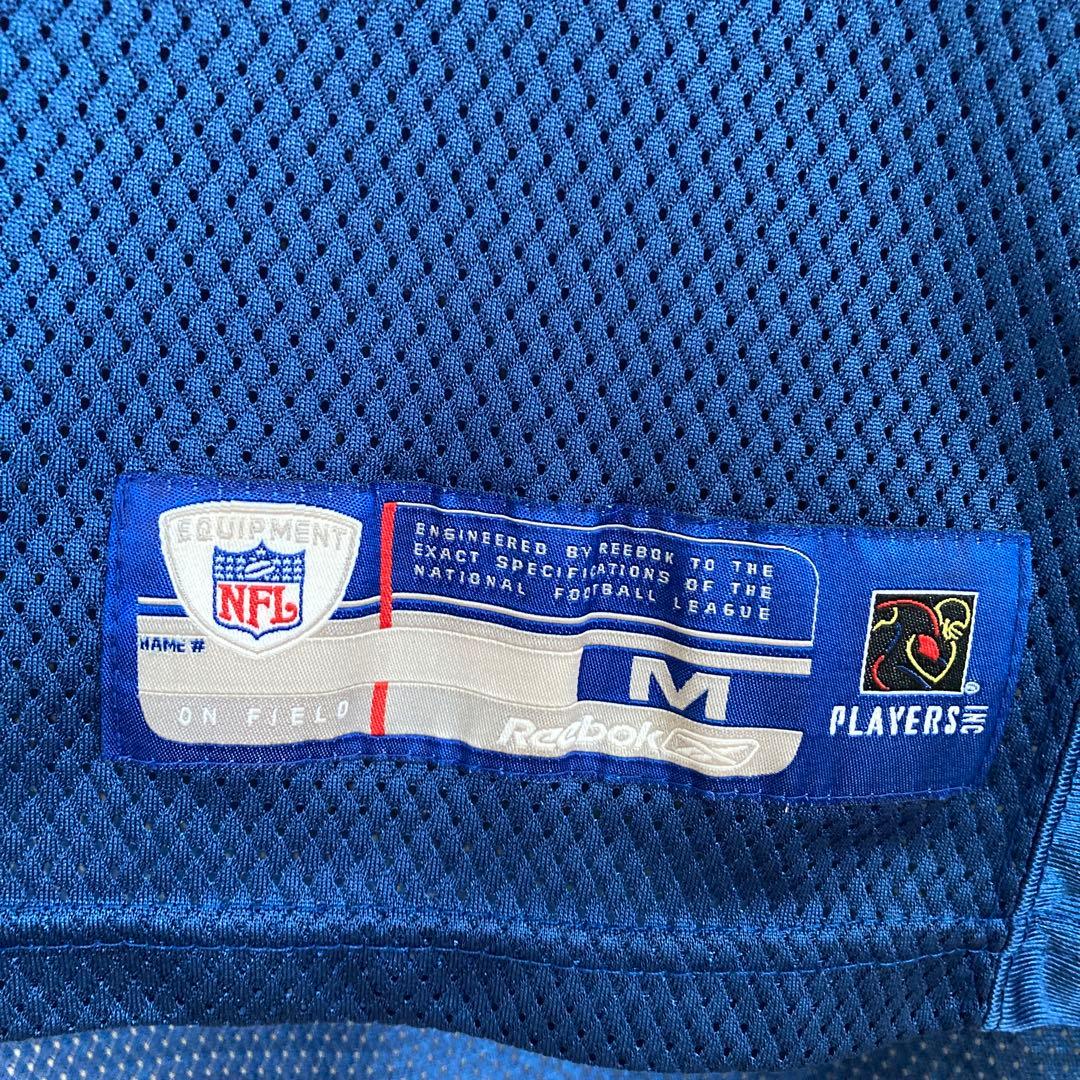 EQUIPMENT
NFL
NAME #
ON FIELD
ENGINEERED BY REEBOK TO THE
EXACT SPECIFICATIONS OF THE
NATIONAL FOOTBALL LEAGUE
M
Reebok
®
PLAYERS INC